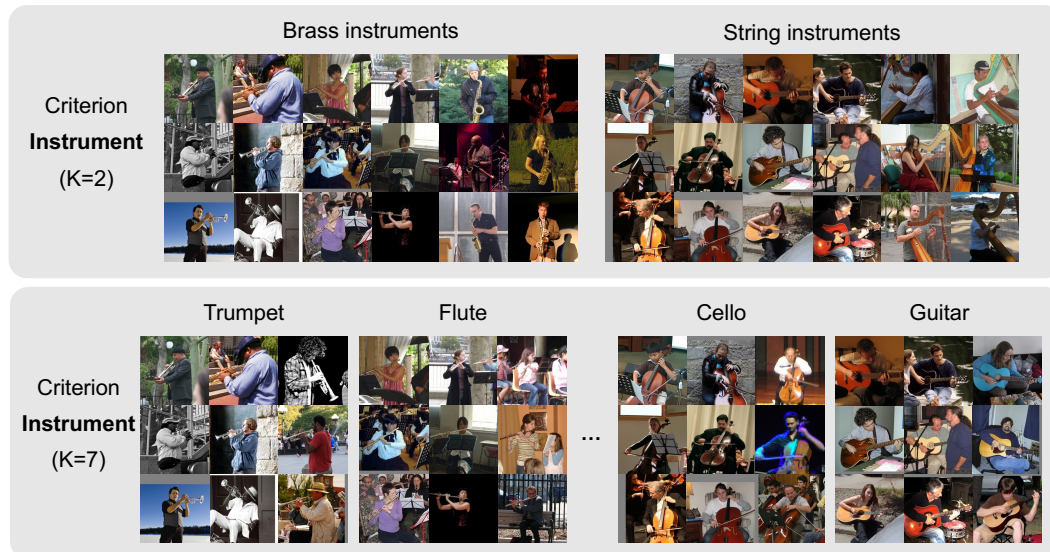 Brass instruments
String instruments
Criterion
Instrument
(K=2)
Trumpet
Flute
Cello
Guitar
Criterion
Instrument
(K=7)
...